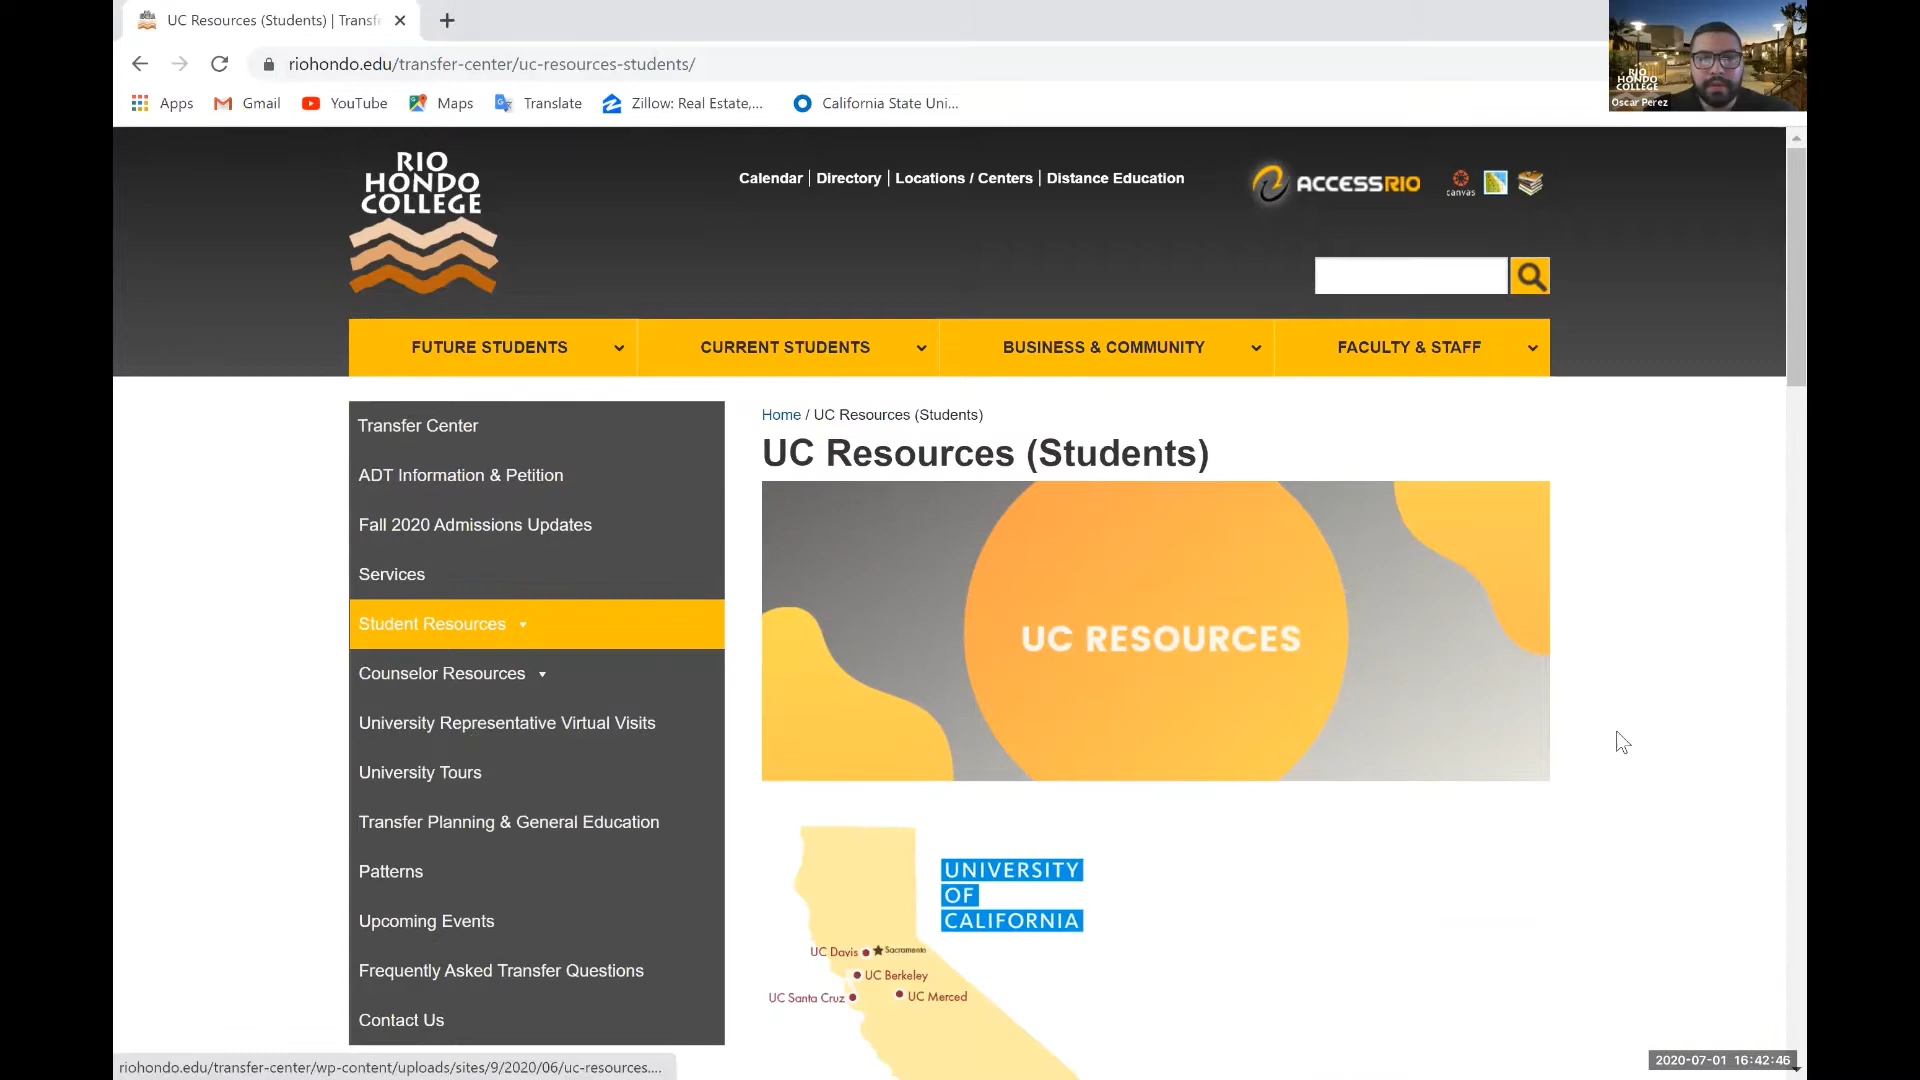 UC Resources (Students) | Transfe
riohondo.edu/transfer-center/uc-resources-students/
Apps
Gmail
YouTube
Maps
Translate
Zillow: Real Estate,...
California State Uni...
RIO
HONDO
COLLEGE
Oscar Perez
RIO
HONDO
COLLEGE
Calendar | Directory | Locations / Centers | Distance Education
ACCESSRIO
canvas
FUTURE STUDENTS
CURRENT STUDENTS
BUSINESS & COMMUNITY
FACULTY & STAFF
Transfer Center
ADT Information & Petition
Fall 2020 Admissions Updates
Services
Student Resources
Counselor Resources
University Representative Virtual Visits
University Tours
Transfer Planning & General Education
Patterns
Upcoming Events
Frequently Asked Transfer Questions
Contact Us
Home / UC Resources (Students)
UC Resources (Students)
UC RESOURCES
UNIVERSITY
OF
CALIFORNIA
UC Davis
Sacramento
UC Berkeley
UC Santa Cruz
UC Merced
riohondo.edu/transfer-center/wp-content/uploads/sites/9/2020/06/uc-resources....
2020-07-01 16:42:46